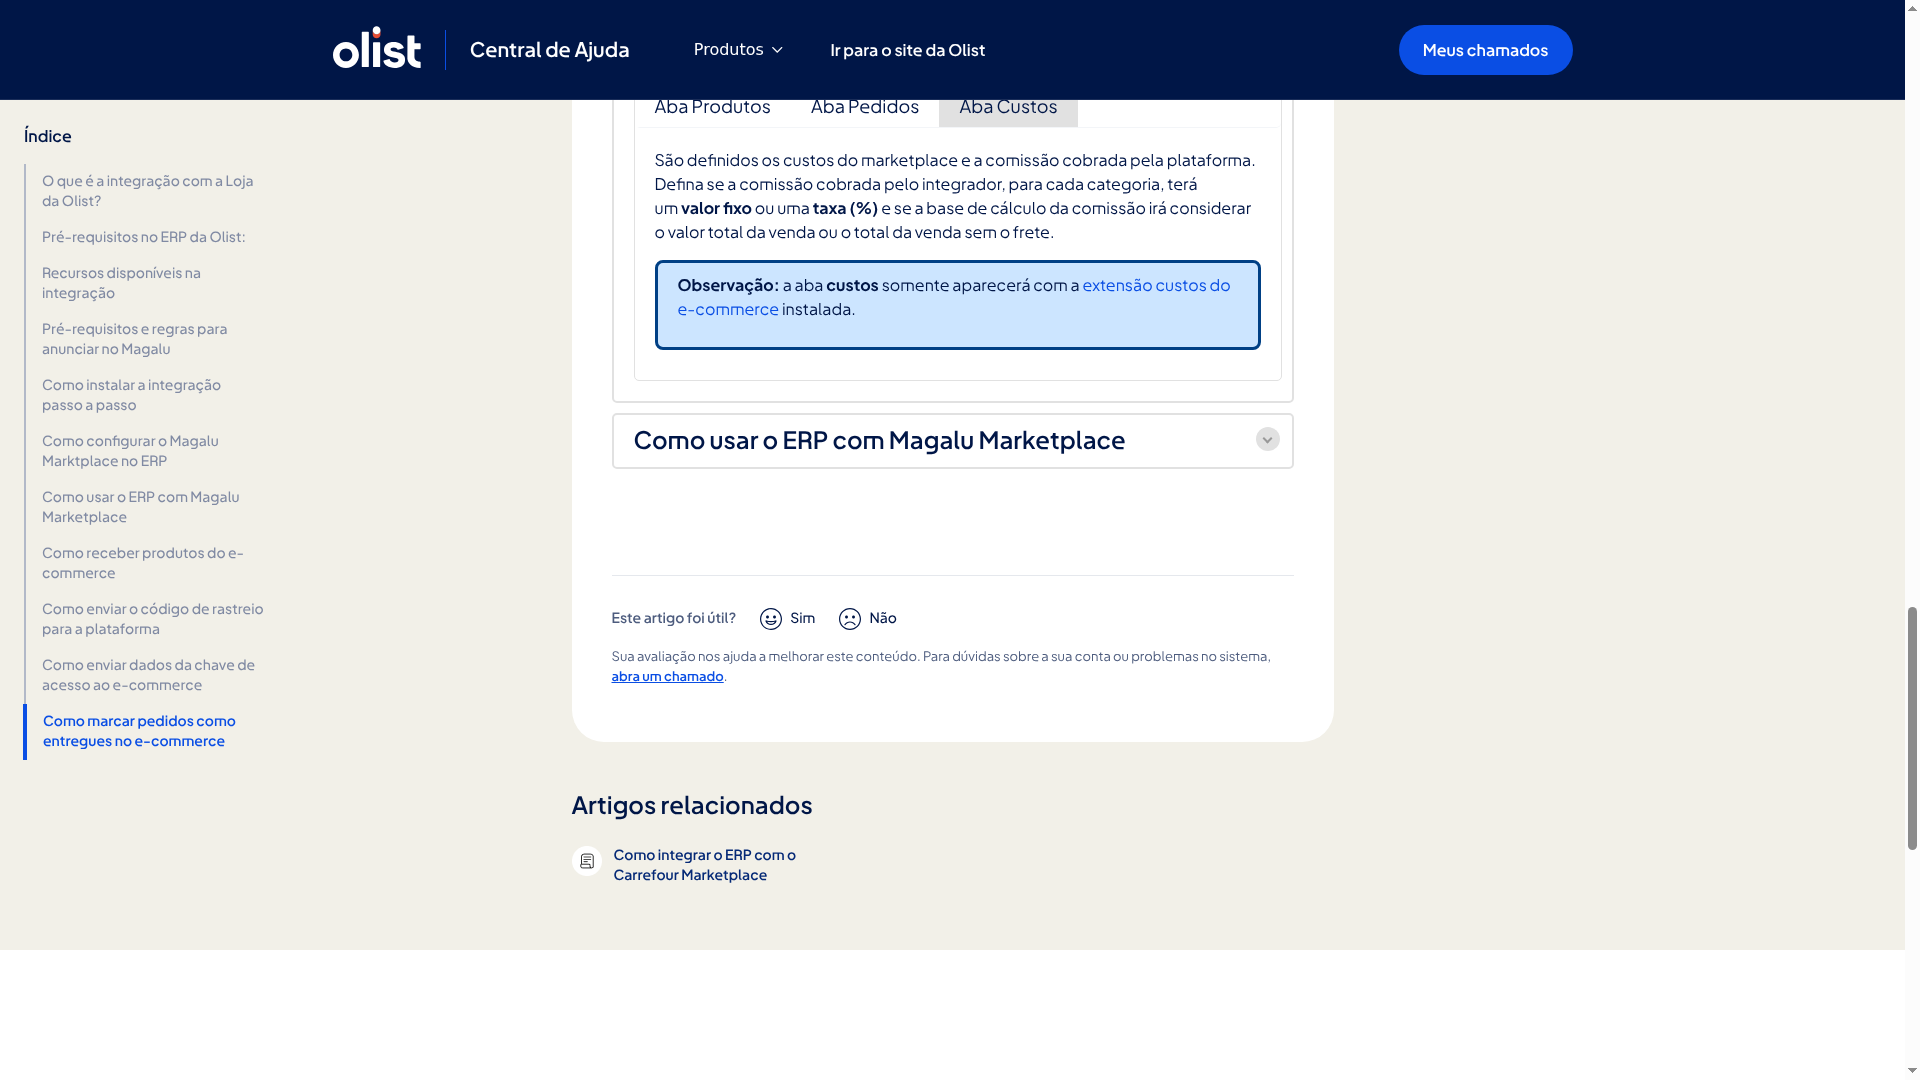 olist
Central de Ajuda
Produtos
Ir para o site da Olist
Meus chamados
Índice
O que é a integração com a Loja
da Olist?
Pré-requisitos no ERP da Olist:
Recursos disponíveis na
integração
Pré-requisitos e regras para
anunciar no Magalu
Como instalar a integração
passo a passo
Como configurar o Magalu
Marktplace no ERP
Como usar o ERP com Magalu
Marketplace
Como receber produtos do e-
commerce
Como enviar o código de rastreio
para a plataforma
Como enviar dados da chave de
acesso ao e-commerce
Como marcar pedidos como
entregues no e-commerce
Aba Produtos
Aba Pedidos
Aba Custos
São definidos os custos do marketplace e a comissão cobrada pela plataforma.
Defina se a comissão cobrada pelo integrador, para cada categoria, terá
um valor fixo ou uma taxa (%) e se a base de cálculo da comissão irá considerar
o valor total da venda ou o total da venda sem o frete.
Observação: a aba custos somente aparecerá com a extensão custos do
e-commerce instalada.
Como usar o ERP com Magalu Marketplace
Este artigo foi útil?
Sim
Não
Sua avaliação nos ajuda a melhorar este conteúdo. Para dúvidas sobre a sua conta ou problemas no sistema,
abra um chamado.
Artigos relacionados
Como integrar o ERP com o
Carrefour Marketplace